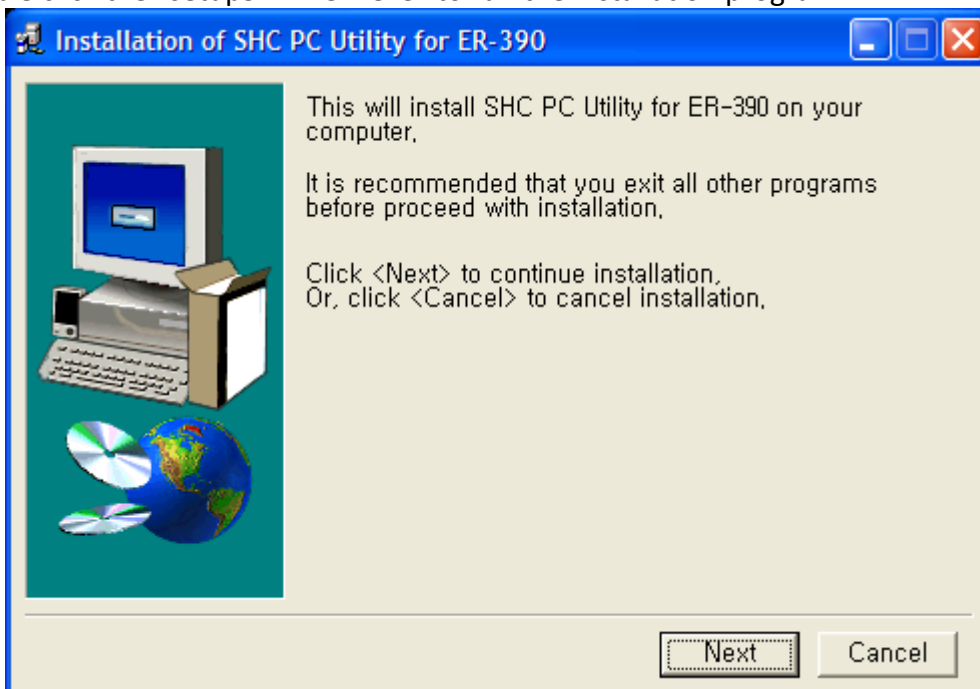 Installation of SHC PC Utility for ER-390
This will install SHC PC Utility for ER-390 on your
computer,
It is recommended that you exit all other programs
before proceed with installation,
Click <Next> to continue installation,
Or, click <Cancel> to cancel installation,
Next
Cancel